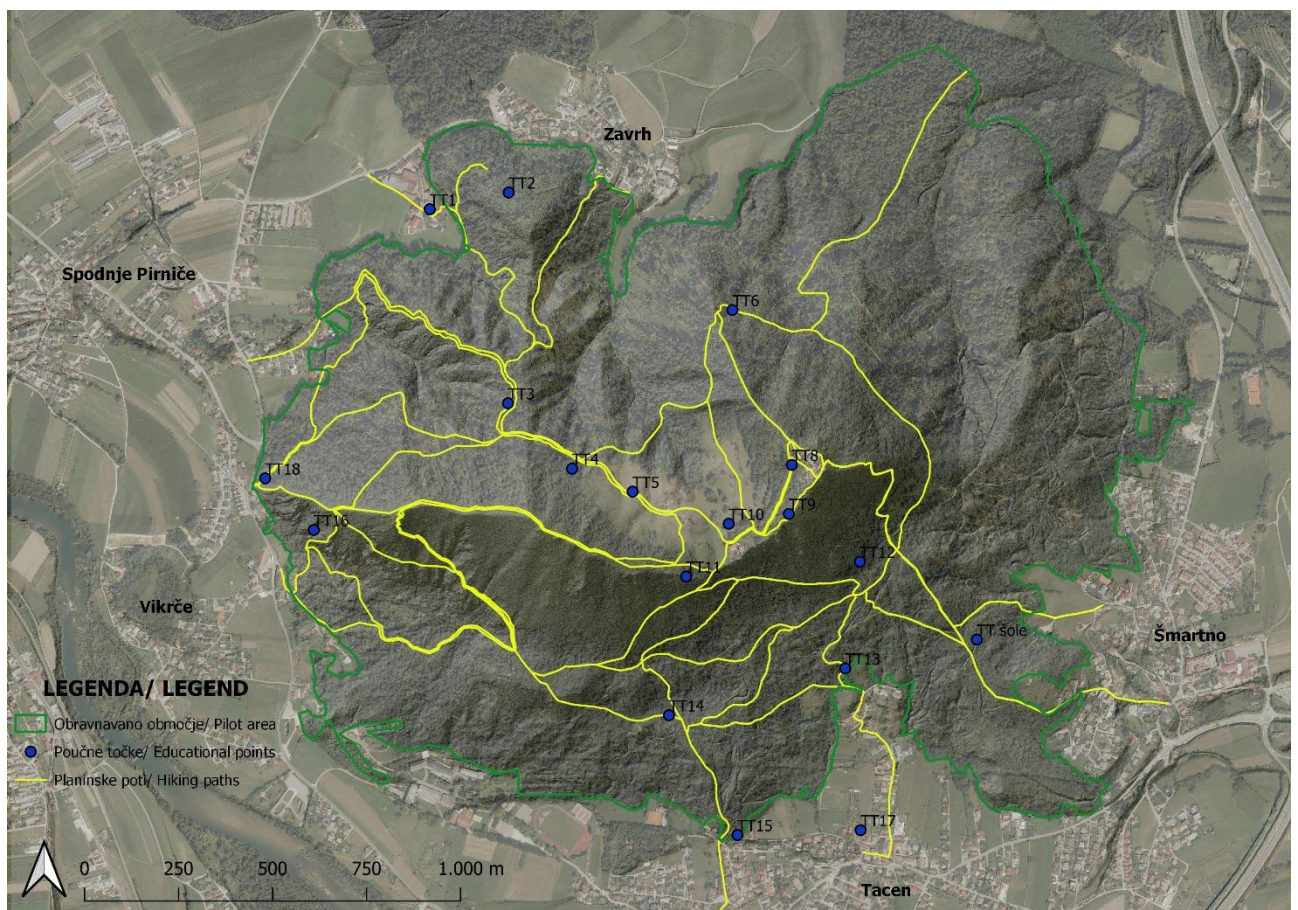 Zavrh
TT2
TT1
Spodnje Pirniče
TT6
TT3
TT4
TT8
TT18
TT5
TT9
TT10
TT16
TT12
TT11
Vikrče
TT šole
Šmartno
TT13
LEGENDA/ LEGEND
TT14
Obravnavano območje/ Pilot area
Poučne točke/ Educational points
Planinske poti/ Hiking paths
TT15
TT17
0 250 500 750 1.000 m
Tacen